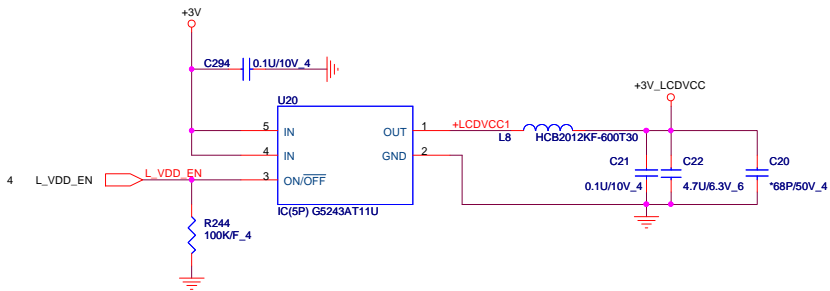 +3V
C294
0.1U/10V_4
U20
+3V_LCDVCC
5
IN
OUT
1
+LCDVCC1
L8
HCB2012KF-600T30
4
IN
GND
2
C21
C22
C20
4
L_VDD_EN
L_VDD_EN
3
ON/OFF
0.1U/10V_4
4.7U/6.3V_6
*68P/50V_4
IC(5P) G5243AT11U
R244
100K/F_4